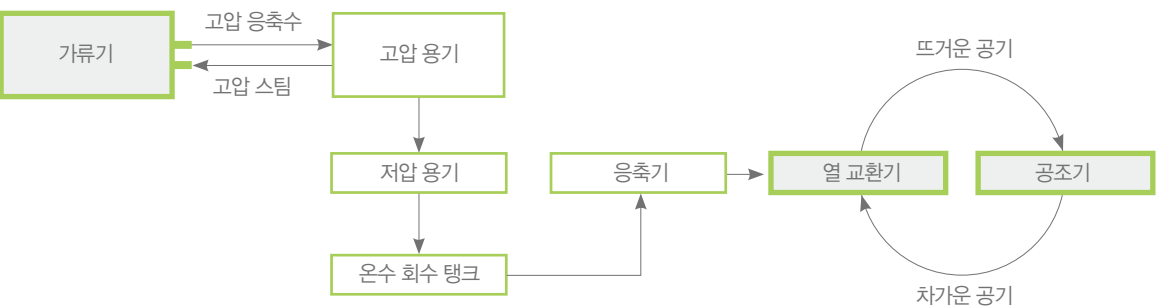 고압 응축수
가류기
고압 용기
고압 스팀
뜨거운 공기
저압 용기
응축기
열 교환기
공조기
온수 회수 탱크
차가운 공기